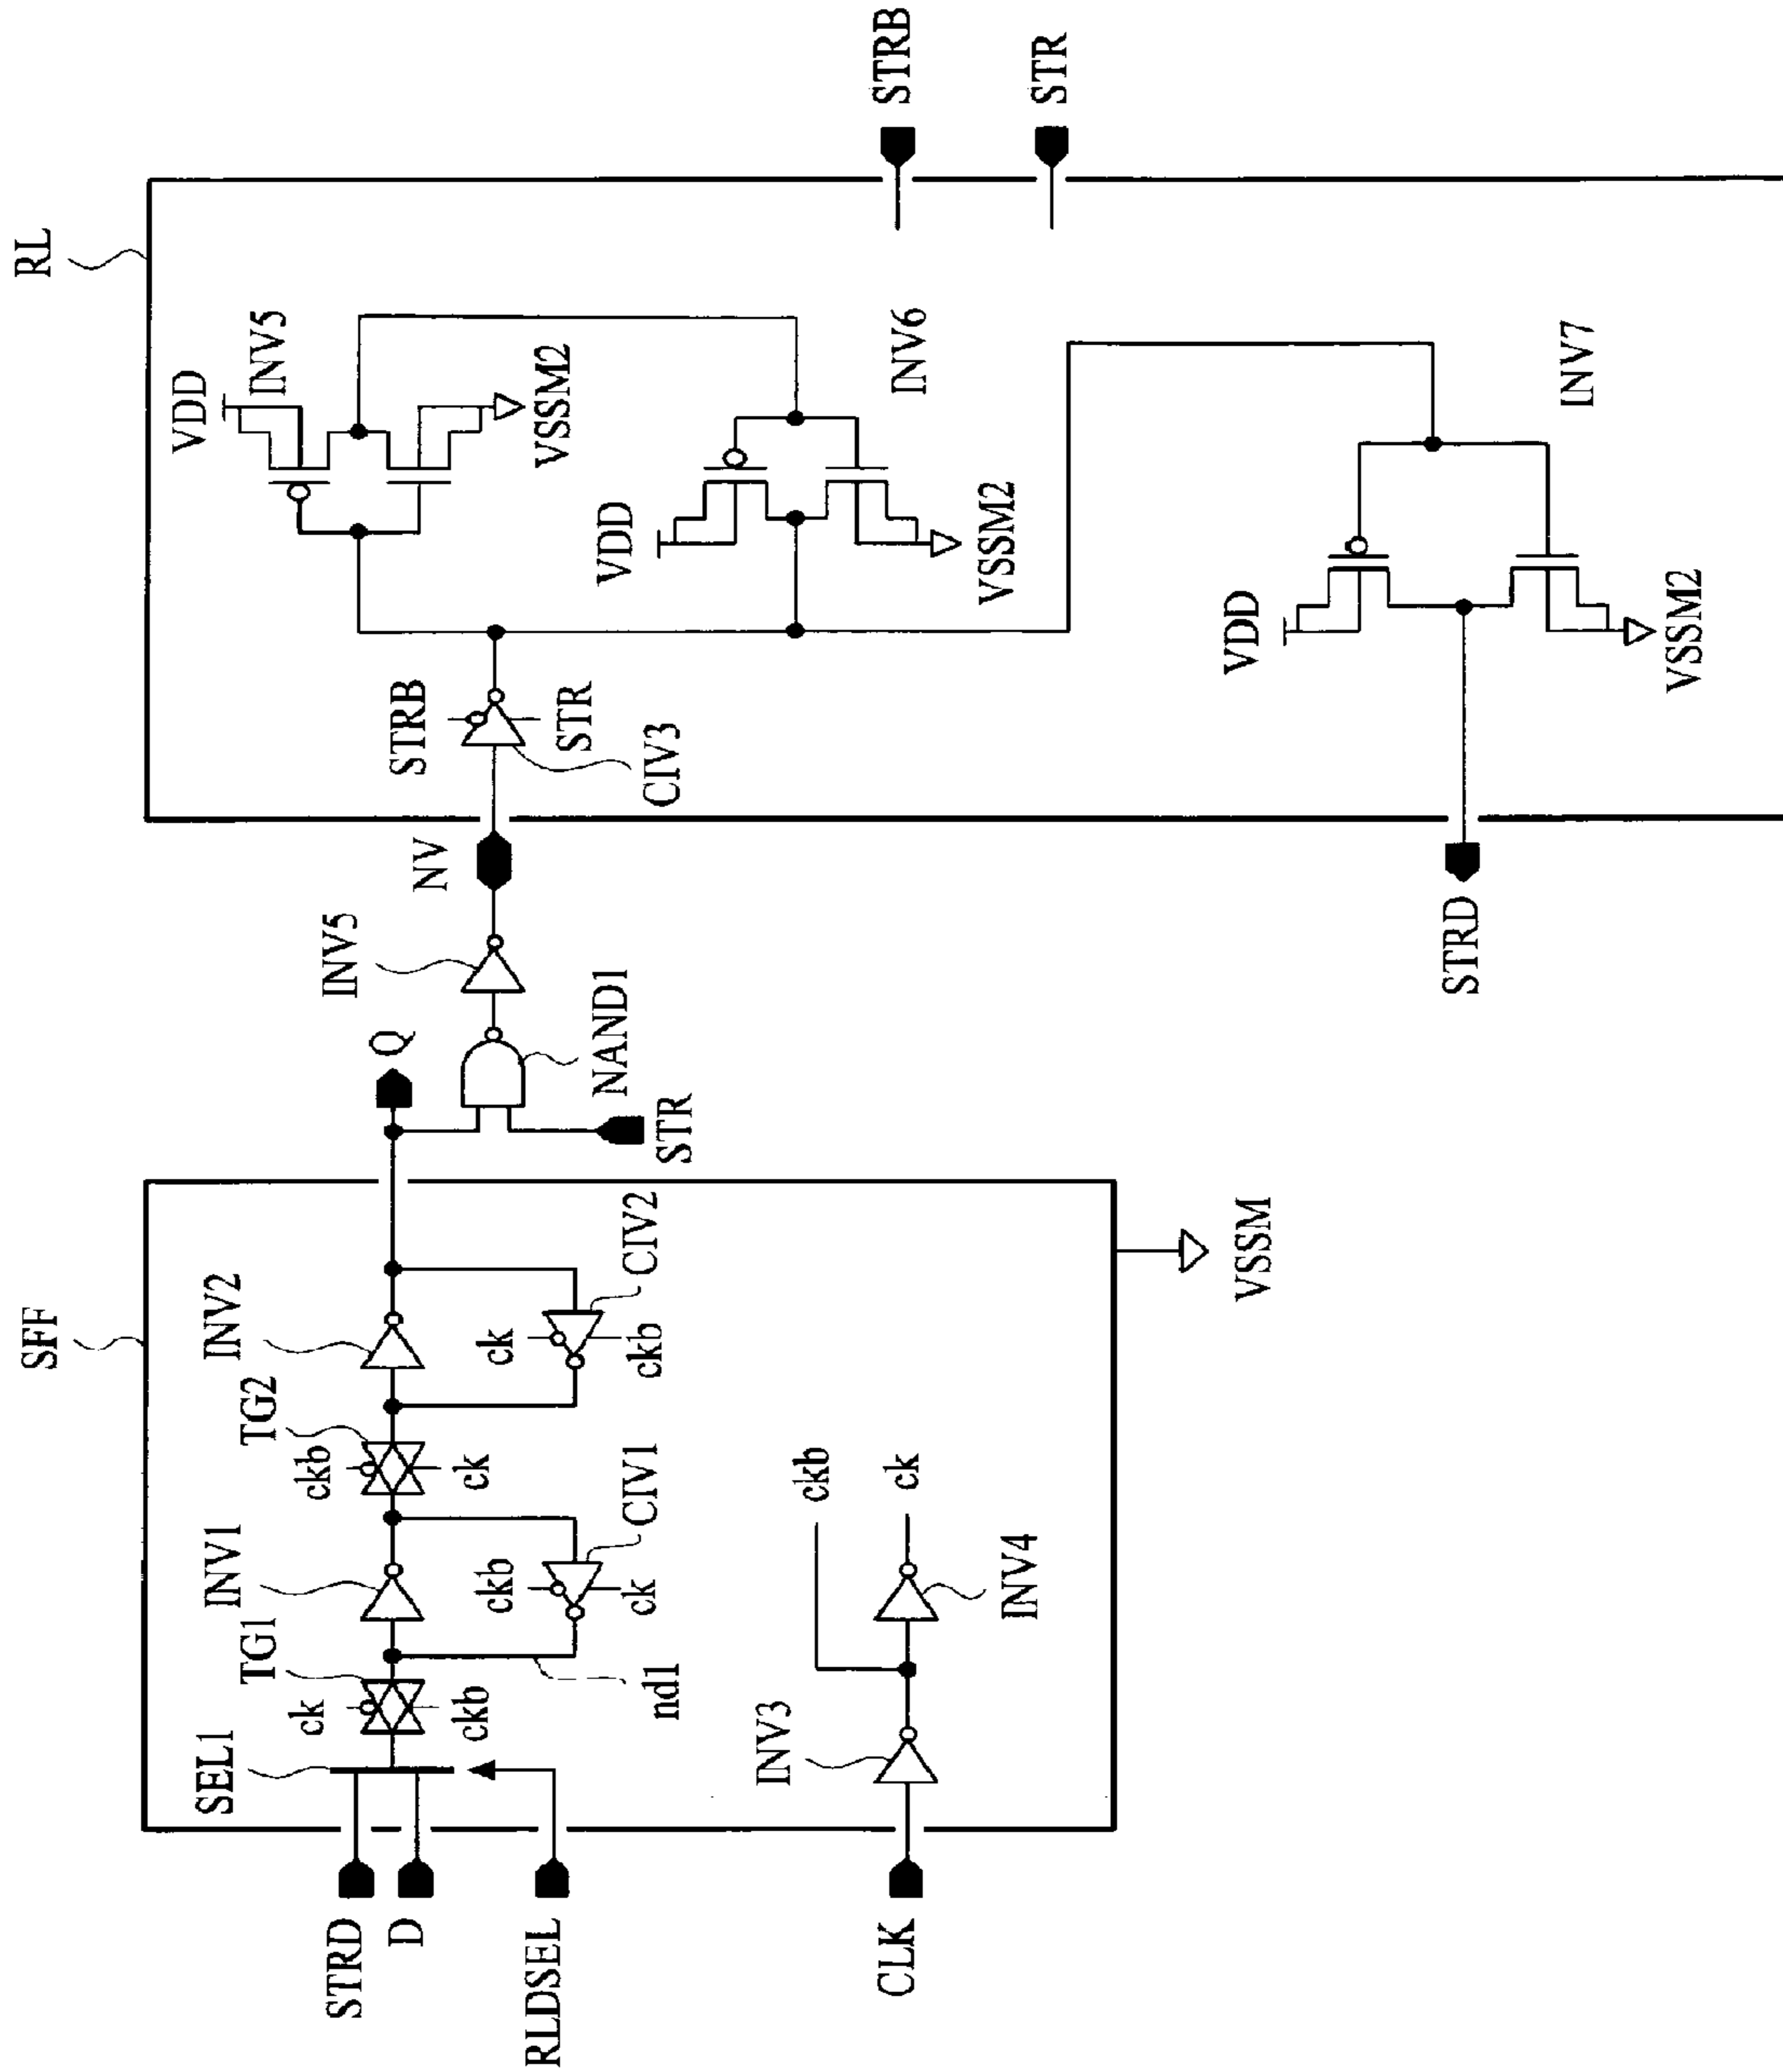 SFF
STRD
D
RLDSEL
CLK
SEL1
TG1
ck
ckb
INV1
nd1
ckb
ck
CIV1
TG2
ckb
ck
INV2
ck
ckb
CIV2
INV3
INV4
ckb
ck
VSSM
Q
STR
NAND1
INV5
NV
RL
STRB
STR
CIV3
VDD
INV5
VSSM2
VDD
INV6
VSSM2
VDD
INV7
VSSM2
STRD
STRB
STR